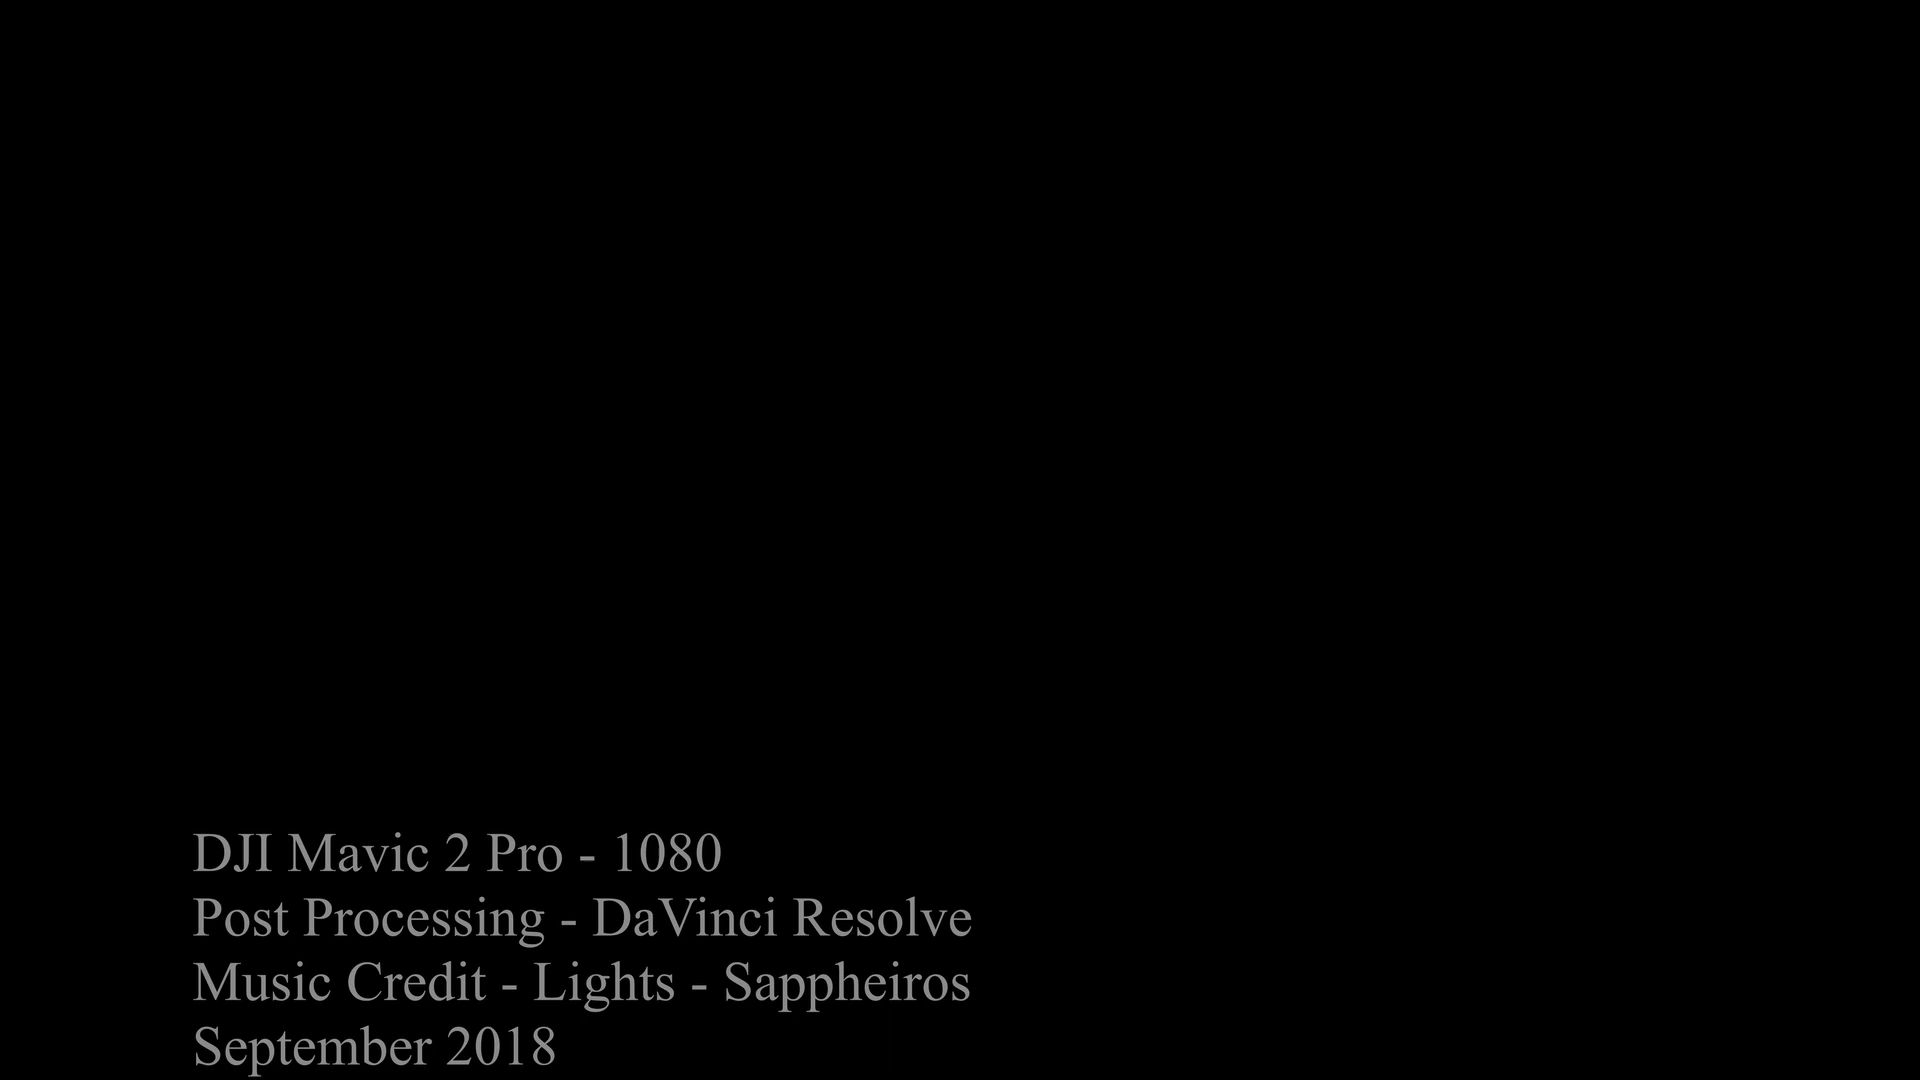 DJI Mavic 2 Pro - 1080
Post Processing - DaVinci Resolve
Music Credit - Lights - Sappheiros
September 2018